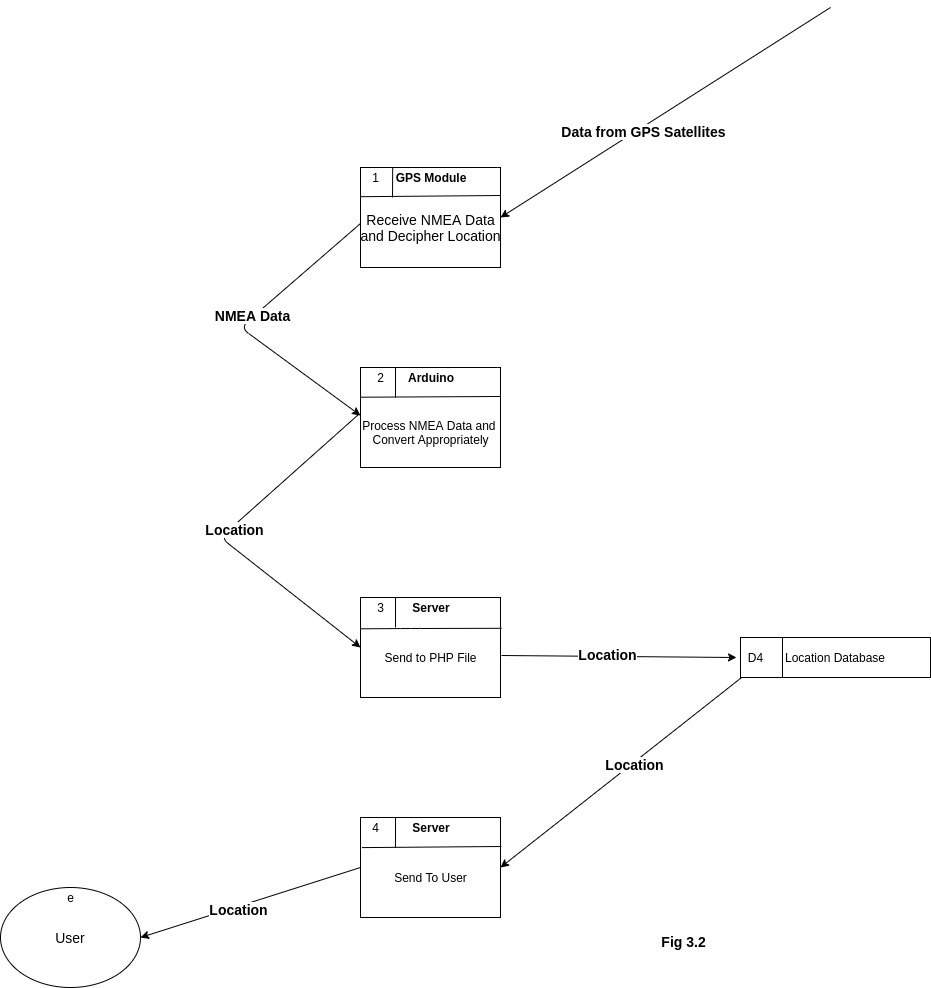 Data from GPS Satellites
1
GPS Module
Receive NMEA Data
and Decipher Location
NMEA Data
2
Arduino
Process NMEA Data and
Convert Appropriately
Location
3
Server
Send to PHP File
Location
D4
Location Database
Location
4
Server
Send To User
Location
e
User
Fig 3.2